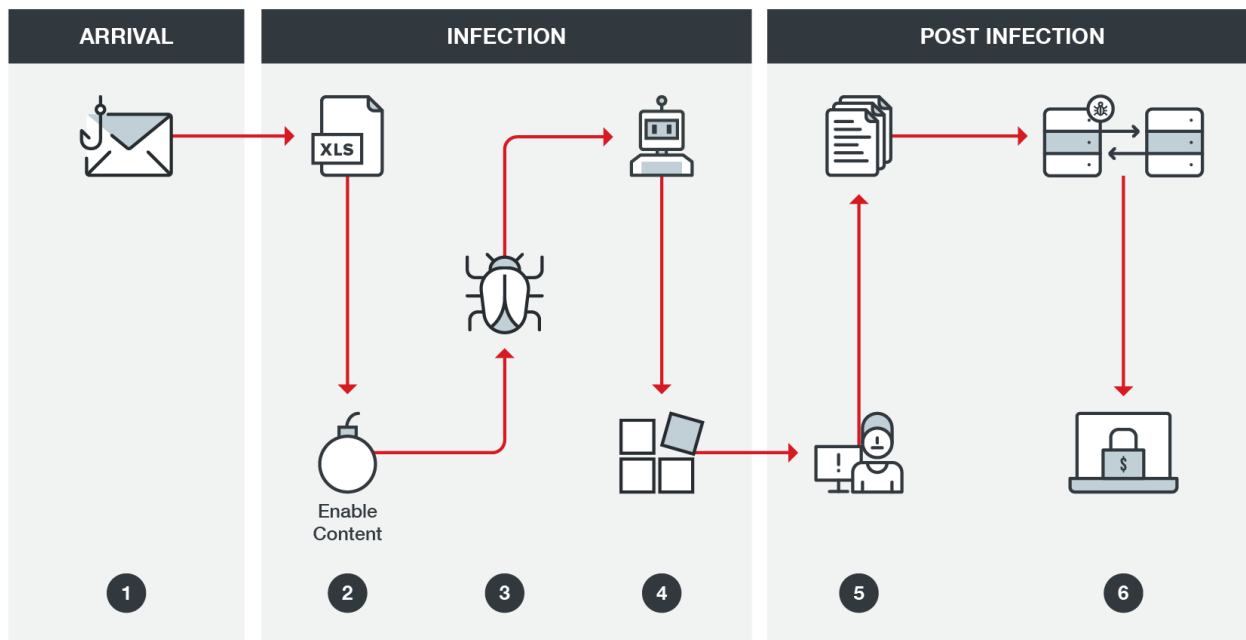 ARRIVAL
INFECTION
POST INFECTION
XLS
!
Enable
Content
$
1
2
3
4
5
6